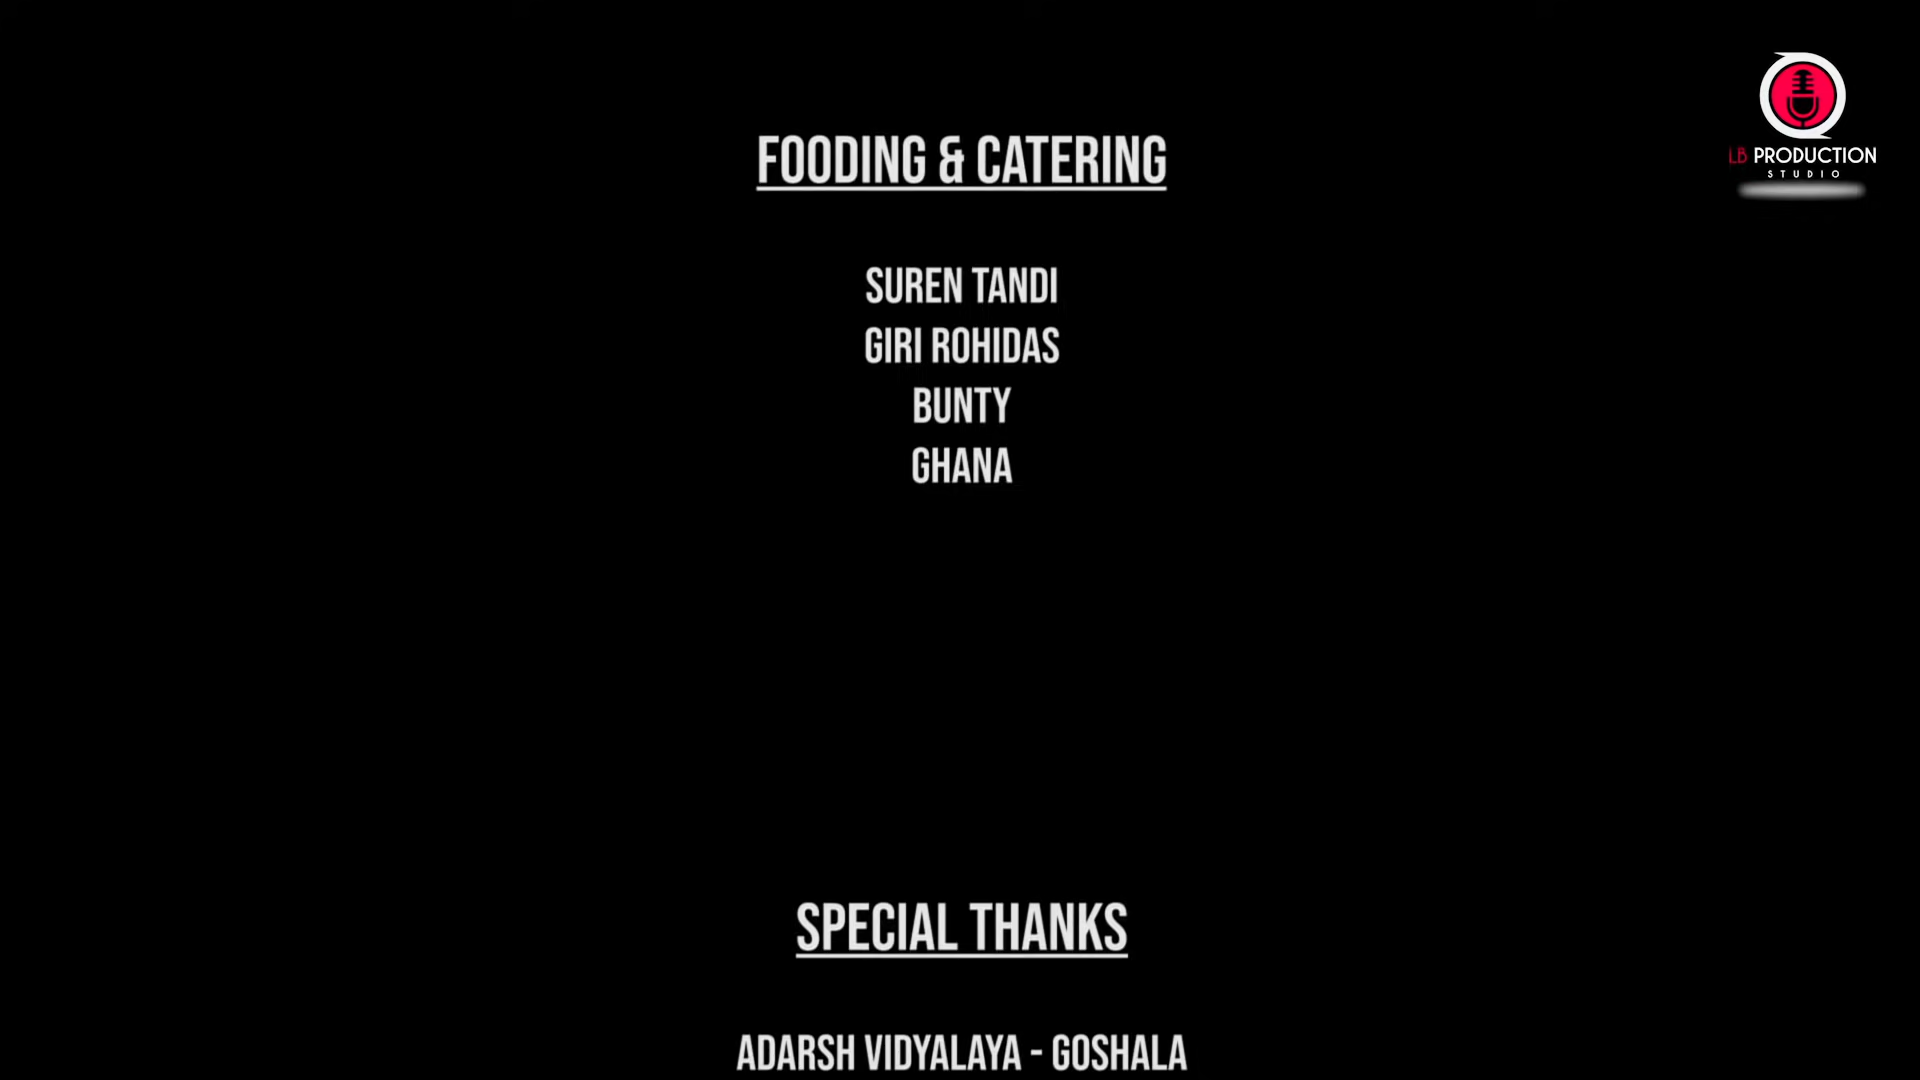 FOODING & CATERING
LB PRODUCTION
STUDIO
SUREN TANDI
GIRI ROHIDAS
BUNTY
GHANA
SPECIAL THANKS
ADARSH VIDYALAYA - GOSHALA